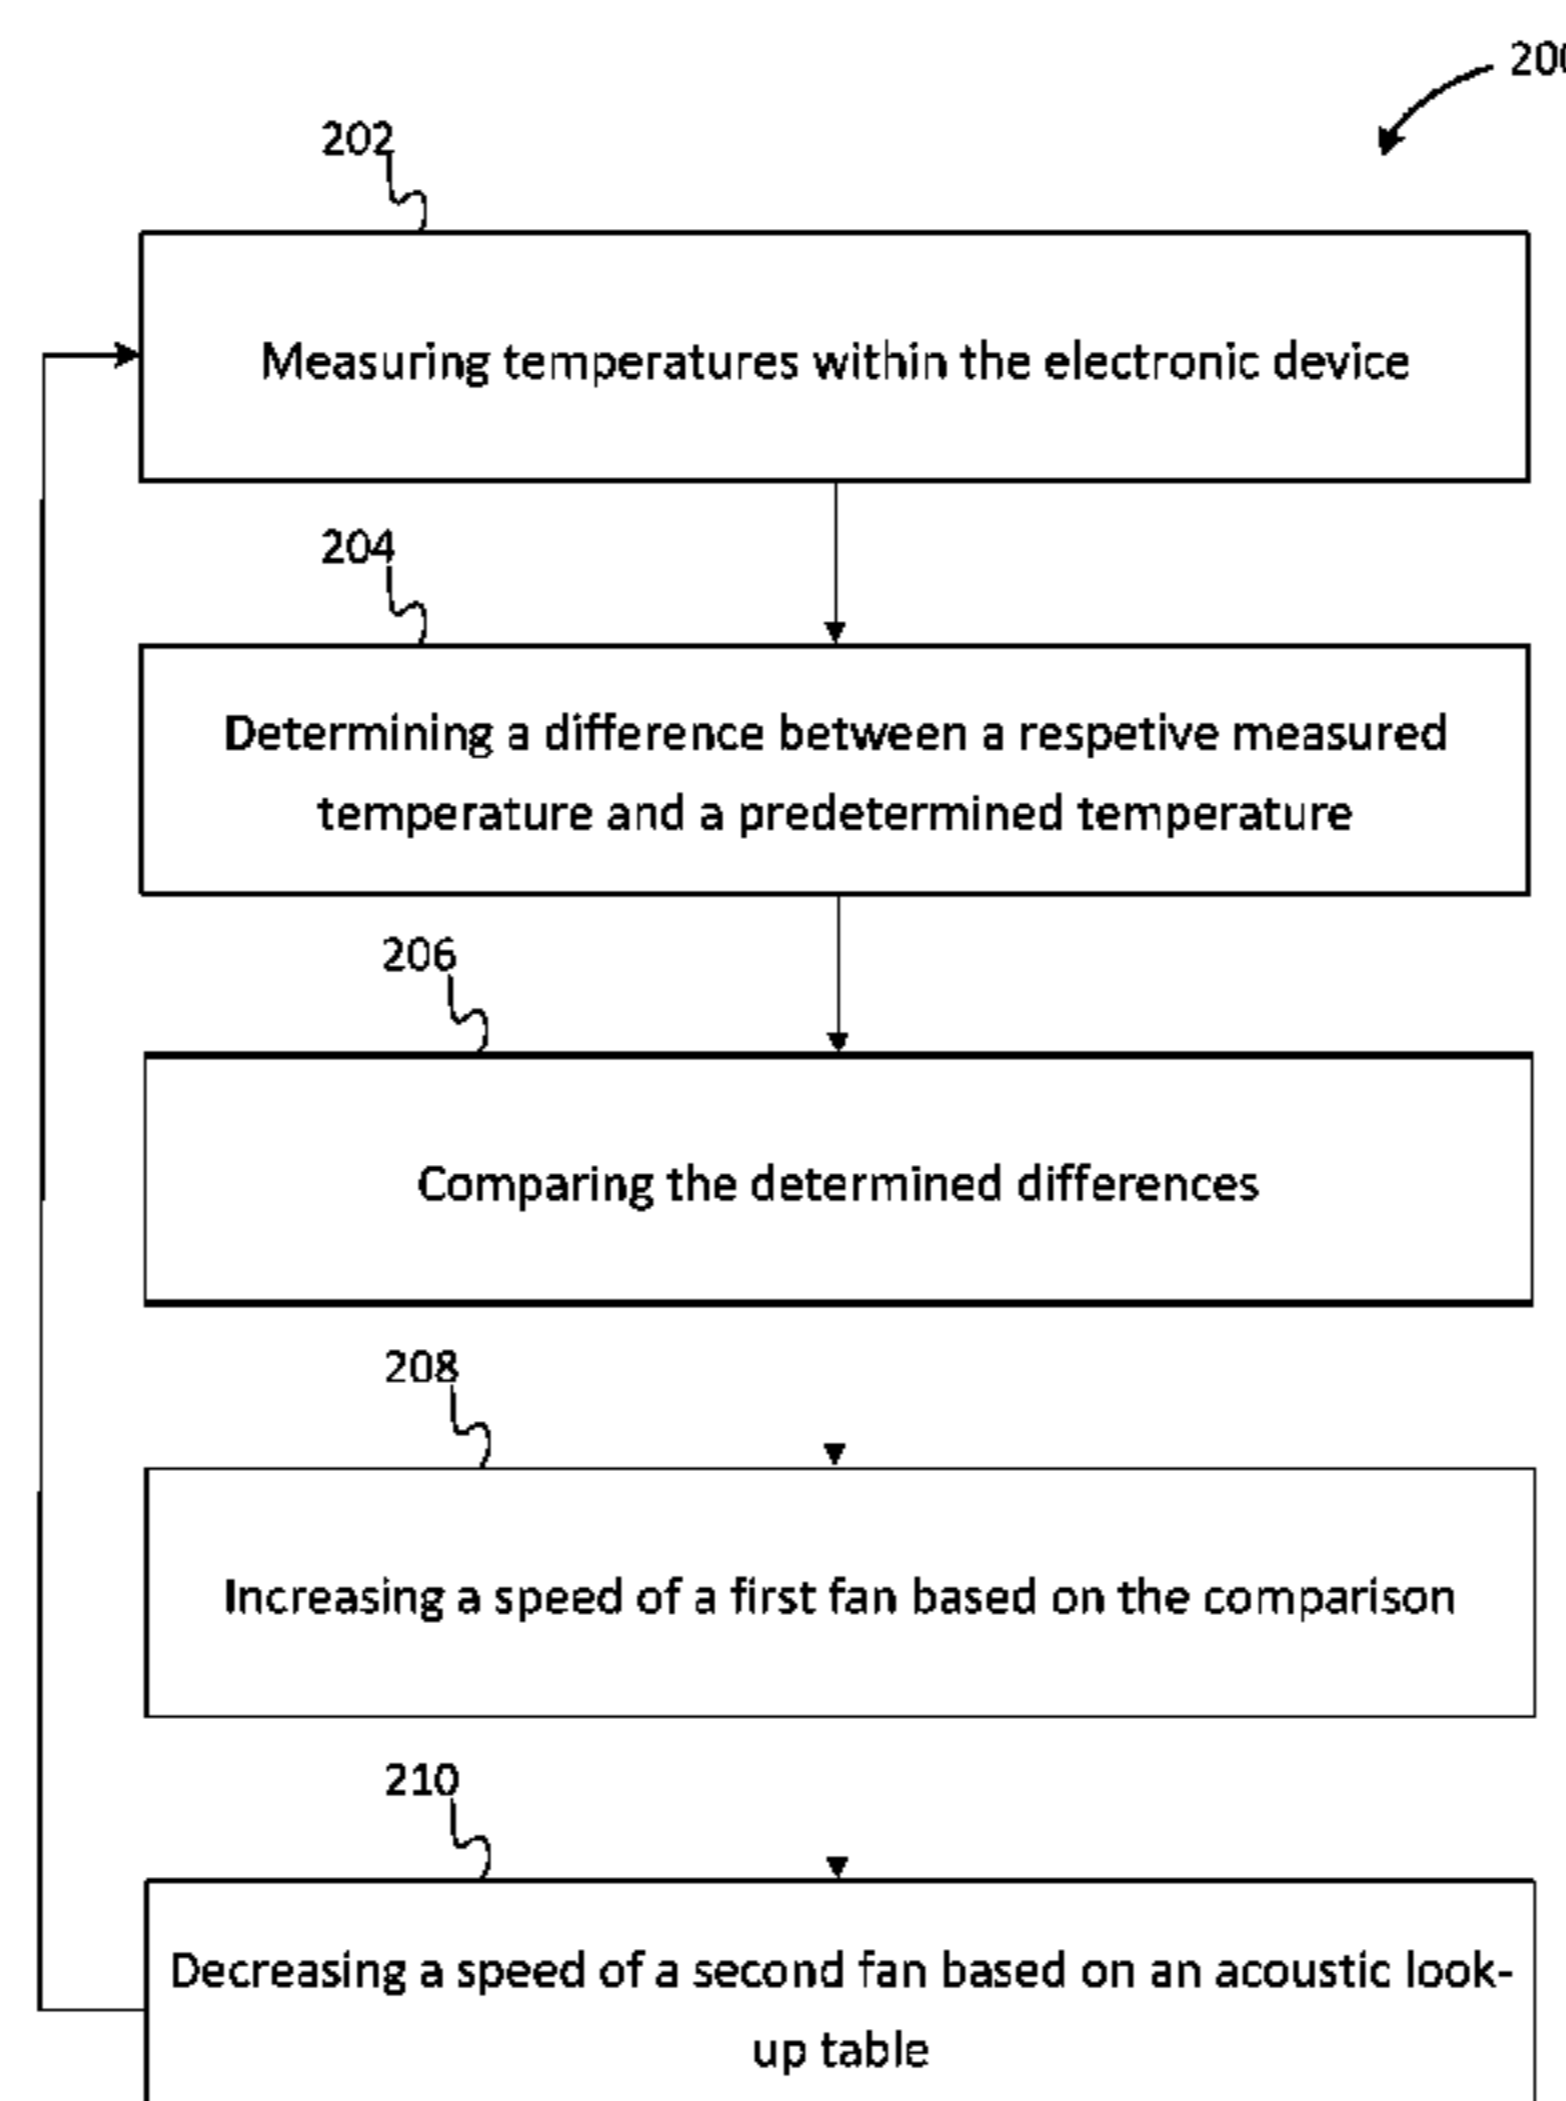 200
202
Measuring temperatures within the electronic device
204
Determining a difference between a respetive measured
temperature and a predetermined temperature
206
Comparing the determined differences
208
Increasing a speed of a first fan based on the comparison
210
Decreasing a speed of a second fan based on an acoustic look-
up table